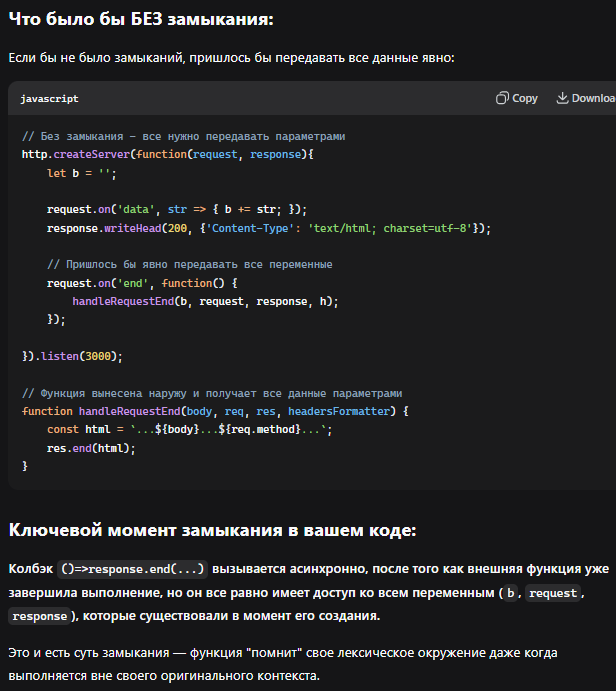 Что было бы БЕЗ замыкания:
Если бы не было замыканий, пришлось бы передавать все данные явно:
javascript Copy Downloa
// Без замыкания - все нужно передавать параметрами
http.createServer(function(request, response){
    let b = '';
    request.on('data', str => { b += str; });
    response.writeHead(200, {'Content-Type': 'text/html; charset=utf-8'});
    // Пришлось бы явно передавать все переменные
    request.on('end', function() {
        handleRequestEnd(b, request, response, h);
    });
}).listen(3000);
// Функция вынесена наружу и получает все данные параметрами
function handleRequestEnd(body, req, res, headersFormatter) {
    const html = `...${body}...${req.method}...`;
    res.end(html);
}
Ключевой момент замыкания в вашем коде:
Колбэк ()=>response.end(...) вызывается асинхронно, после того как внешняя функция уже
завершила выполнение, но он все равно имеет доступ ко всем переменным (b, request,
response), которые существовали в момент его создания.
Это и есть суть замыкания — функция "помнит" свое лексическое окружение даже когда
выполняется вне своего оригинального контекста.